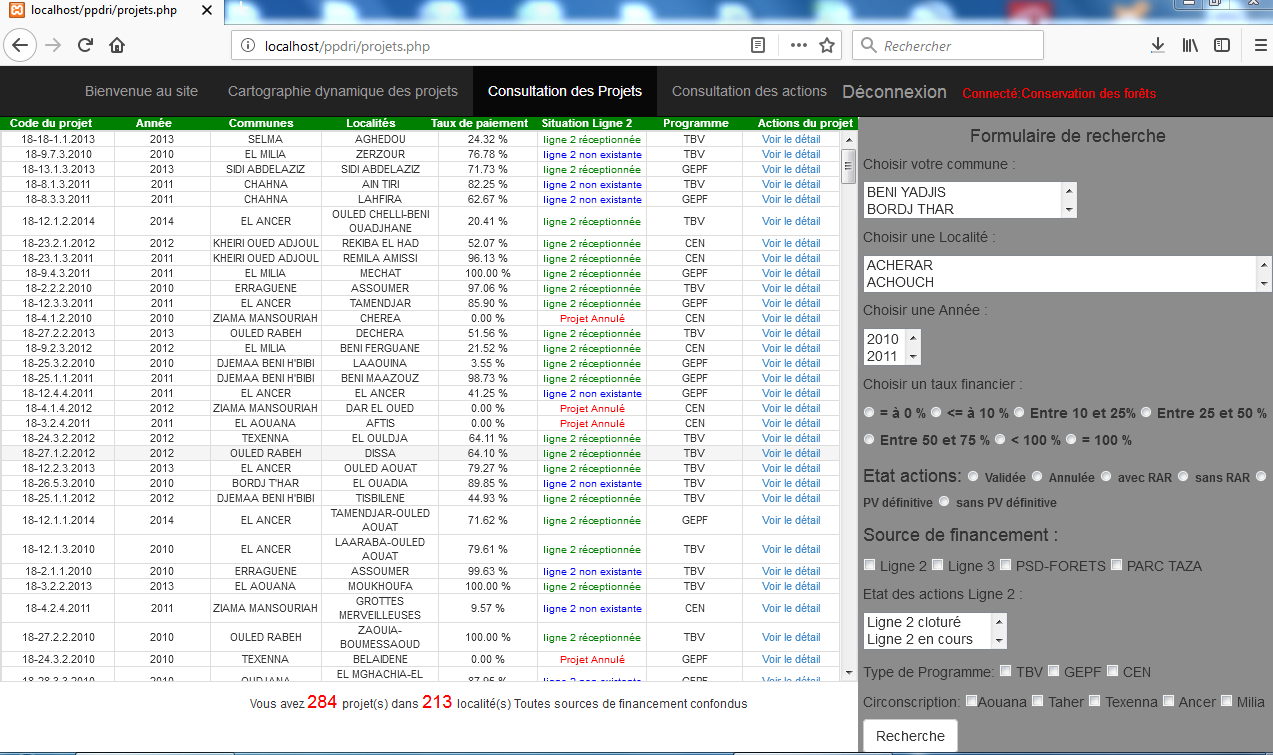 localhost/ppdri/projets.php
localhost/ppdri/projets.php
Rechercher
Bienvenue au site Cartographie dynamique des projets Consultation des Projets Consultation des actions Déconnexion Connecté:Conservation des forêts
Code du projet Année Communes Localités Taux de paiement Situation Ligne 2 Programme Actions du projet
18-18-1.1.2013 2013 SELMA AGHEDOU 24.32 % ligne 2 réceptionnée TBV Voir le détail
18-9.7.3.2010 2010 EL MILIA ZERZOUR 76.78 % ligne 2 non existante TBV Voir le détail
18-13.1.3.2013 2013 SIDI ABDELAZIZ SIDI ABDELAZIZ 71.73 % ligne 2 réceptionnée GEPF Voir le détail
18-8.1.3.2011 2011 CHAHNA AIN TIRI 82.25 % ligne 2 non existante TBV Voir le détail
18-8.3.3.2011 2011 CHAHNA LAHFIRA 62.67 % ligne 2 non existante GEPF Voir le détail
18-12.1.2.2014 2014 EL ANCER OULED CHELLI-BENI OUADJHANE 20.41 % ligne 2 réceptionnée TBV Voir le détail
18-23.2.1.2012 2012 KHEIRI OUED ADJOUL REKIBA EL HAD 52.07 % ligne 2 réceptionnée CEN Voir le détail
18-23.1.3.2011 2011 KHEIRI OUED ADJOUL REMILA AMISSI 96.13 % ligne 2 réceptionnée CEN Voir le détail
18-9.4.3.2011 2011 EL MILIA MECHAT 100.00 % ligne 2 réceptionnée GEPF Voir le détail
18-2.2.2.2010 2010 ERRAGUENE ASSOUMER 97.06 % ligne 2 réceptionnée TBV Voir le détail
18-12.3.3.2011 2011 EL ANCER TAMENDJAR 85.90 % ligne 2 réceptionnée GEPF Voir le détail
18-4.1.2.2010 2010 ZIAMA MANSOURIAH CHEREA 0.00 % Projet Annulé CEN Voir le détail
18-27.2.2.2013 2013 OULED RABEH DECHERA 51.56 % ligne 2 réceptionnée TBV Voir le détail
18-9.2.3.2012 2012 EL MILIA BENI FERGUANE 21.52 % ligne 2 réceptionnée CEN Voir le détail
18-25.3.2.2010 2010 DJEMAA BENI H'BIBI LAAOUINA 3.55 % ligne 2 réceptionnée GEPF Voir le détail
18-25.1.1.2011 2011 DJEMAA BENI H'BIBI BENI MAAZOUZ 98.73 % ligne 2 réceptionnée GEPF Voir le détail
18-12.4.4.2011 2011 EL ANCER EL ANCER 41.25 % ligne 2 non existante GEPF Voir le détail
18-4.1.4.2012 2012 ZIAMA MANSOURIAH DAR EL OUED 0.00 % Projet Annulé CEN Voir le détail
18-3.2.4.2011 2011 EL AOUANA AFTIS 0.00 % Projet Annulé CEN Voir le détail
18-24.3.2.2012 2012 TEXENNA EL OULDJA 64.11 % ligne 2 réceptionnée TBV Voir le détail
18-27.1.2.2012 2012 OULED RABEH DISSA 64.10 % ligne 2 réceptionnée TBV Voir le détail
18-12.2.3.2013 2013 EL ANCER OULED AOUAT 79.27 % ligne 2 réceptionnée TBV Voir le détail
18-26.5.3.2010 2010 BORDJ T'HAR EL OUADIA 89.85 % ligne 2 non existante TBV Voir le détail
18-25.1.1.2012 2012 DJEMAA BENI H'BIBI TISBILENE 44.93 % ligne 2 réceptionnée TBV Voir le détail
18-12.1.1.2014 2014 EL ANCER TAMENDJAR-OULED AOUAT 71.62 % ligne 2 réceptionnée GEPF Voir le détail
18-12.1.3.2010 2010 EL ANCER LAARABA-OULED AOUAT 79.61 % ligne 2 réceptionnée TBV Voir le détail
18-2.1.1.2010 2010 ERRAGUENE ASSOUMER 99.63 % ligne 2 non existante TBV Voir le détail
18-3.2.2.2013 2013 EL AOUANA MOUKHOUFA 100.00 % ligne 2 réceptionnée TBV Voir le détail
18-4.2.4.2011 2011 ZIAMA MANSOURIAH GROTTES MERVEILLEUSES 9.57 % ligne 2 non existante CEN Voir le détail
18-27.2.2.2010 2010 OULED RABEH ZAOUIA-BOUMESSAOUD 100.00 % ligne 2 réceptionnée TBV Voir le détail
18-24.3.2.2010 2010 TEXENNA BELAIDENE 0.00 % Projet Annulé GEPF Voir le détail
18-28.3.3.2010 2010 OUDJANA EL MGHACHIA-EL 87.95 % ligne 2 non existante GEPF Voir le détail
Vous avez 284 projet(s) dans 213 localité(s) Toutes sources de financement confondus
Formulaire de recherche
Choisir votre commune :
BENI YADJIS
BORDJ THAR
Choisir une Localité :
ACHERAR
ACHOUCH
Choisir une Année :
2010
2011
Choisir un taux financier :
= à 0 % <= à 10 % Entre 10 et 25% Entre 25 et 50 %
Entre 50 et 75 % < 100 % = 100 %
Etat actions: Validée Annulée avec RAR sans RAR
PV définitive sans PV définitive
Source de financement :
Ligne 2 Ligne 3 PSD-FORETS PARC TAZA
Etat des actions Ligne 2 :
Ligne 2 cloturé
Ligne 2 en cours
Type de Programme: TBV GEPF CEN
Circonscription: Aouana Taher Texenna Ancer Milia
Recherche